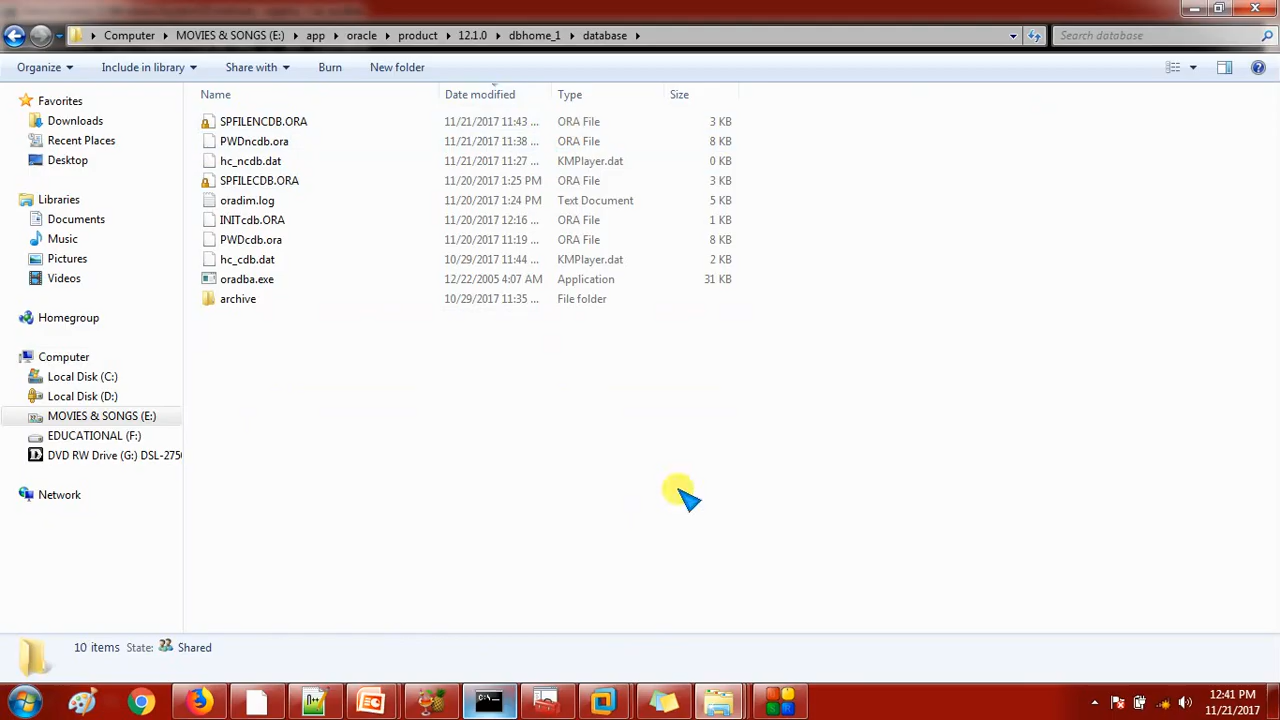 Computer MOVIES & SONGS (E:) app oracle product 12.1.0 dbhome_1 database Search database
Organize Include in library Share with Burn New folder
Name Date modified Type Size
Favorites
Downloads
Recent Places
Desktop
Libraries
Documents
Music
Pictures
Videos
Homegroup
Computer
Local Disk (C:)
Local Disk (D:)
MOVIES & SONGS (E:)
EDUCATIONAL (F:)
DVD RW Drive (G:) DSL-275
Network
SPFILENCDB.ORA 11/21/2017 11:43 ... ORA File 3 KB
PWDncdb.ora 11/21/2017 11:38 ... ORA File 8 KB
hc_ncdb.dat 11/21/2017 11:27 ... KMPlayer.dat 0 KB
SPFILECDB.ORA 11/20/2017 1:25 PM ORA File 3 KB
oradim.log 11/20/2017 1:24 PM Text Document 5 KB
INITcdb.ORA 11/20/2017 12:16 ... ORA File 1 KB
PWDcdb.ora 11/20/2017 11:19 ... ORA File 8 KB
hc_cdb.dat 10/29/2017 11:44 ... KMPlayer.dat 2 KB
oradba.exe 12/22/2005 4:07 AM Application 31 KB
archive 10/29/2017 11:35 ... File folder
10 items State: Shared
12:41 PM
11/21/2017